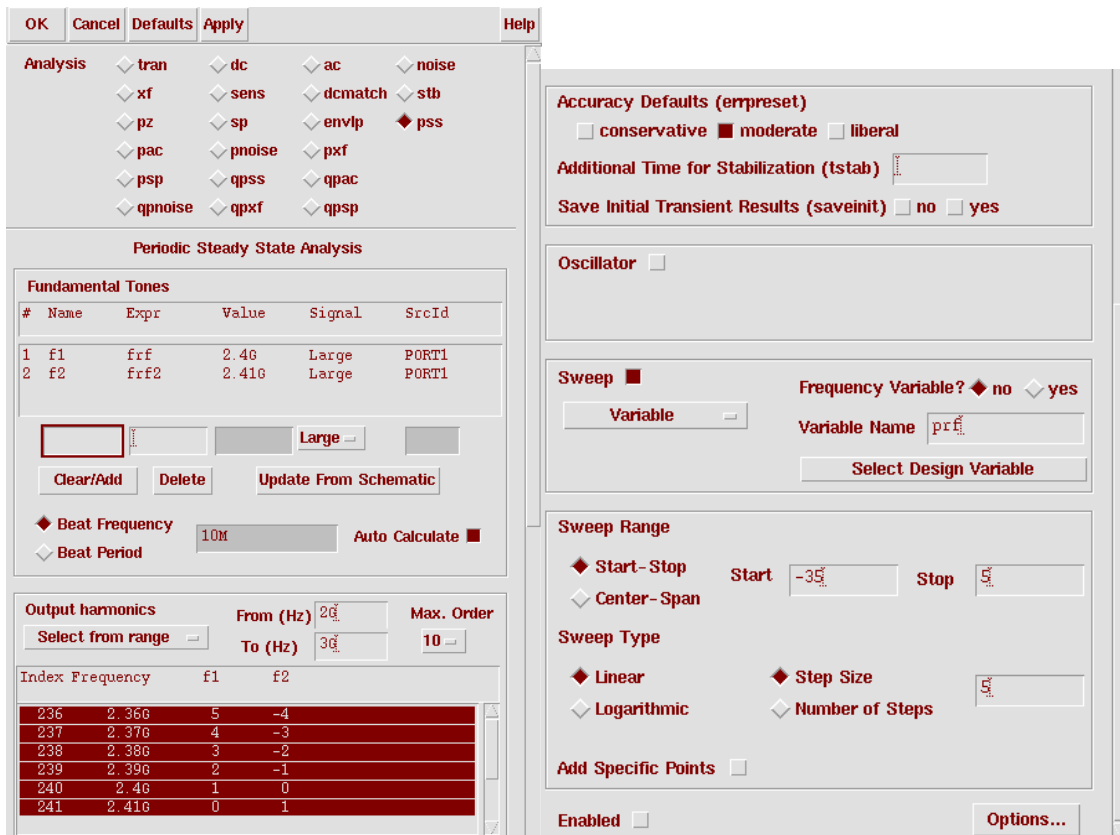 OK Cancel Defaults Apply Help
Analysis tran dc ac noise
xf sens dcmatch stb
pz sp envlp pss
pac pnoise pxf
psp qpss qpac
qpnoise qpxf qpsp
Periodic Steady State Analysis
Fundamental Tones
# Name Expr Value Signal SrcId
1 f1 frf 2.4G Large PORT1
2 f2 frf2 2.41G Large PORT1
Large
Clear/Add Delete Update From Schematic
Beat Frequency 10M Auto Calculate
Beat Period
Output harmonics From (Hz) 2G Max. Order
Select from range To (Hz) 3G 10
Index Frequency f1 f2
236 2.36G 5 -4
237 2.37G 4 -3
238 2.38G 3 -2
239 2.39G 2 -1
240 2.4G 1 0
241 2.41G 0 1
Accuracy Defaults (errpreset)
conservative moderate liberal
Additional Time for Stabilization (tstab)
Save Initial Transient Results (saveinit) no yes
Oscillator
Sweep Frequency Variable? no yes
Variable Variable Name prf
Select Design Variable
Sweep Range
Start-Stop Start -35 Stop 5
Center-Span
Sweep Type
Linear Step Size 5
Logarithmic Number of Steps
Add Specific Points
Enabled Options...